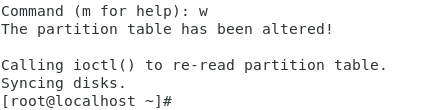 Command (m for help): w
The partition table has been altered!
Calling ioctl() to re-read partition table.
Syncing disks.
[root@localhost ~]#